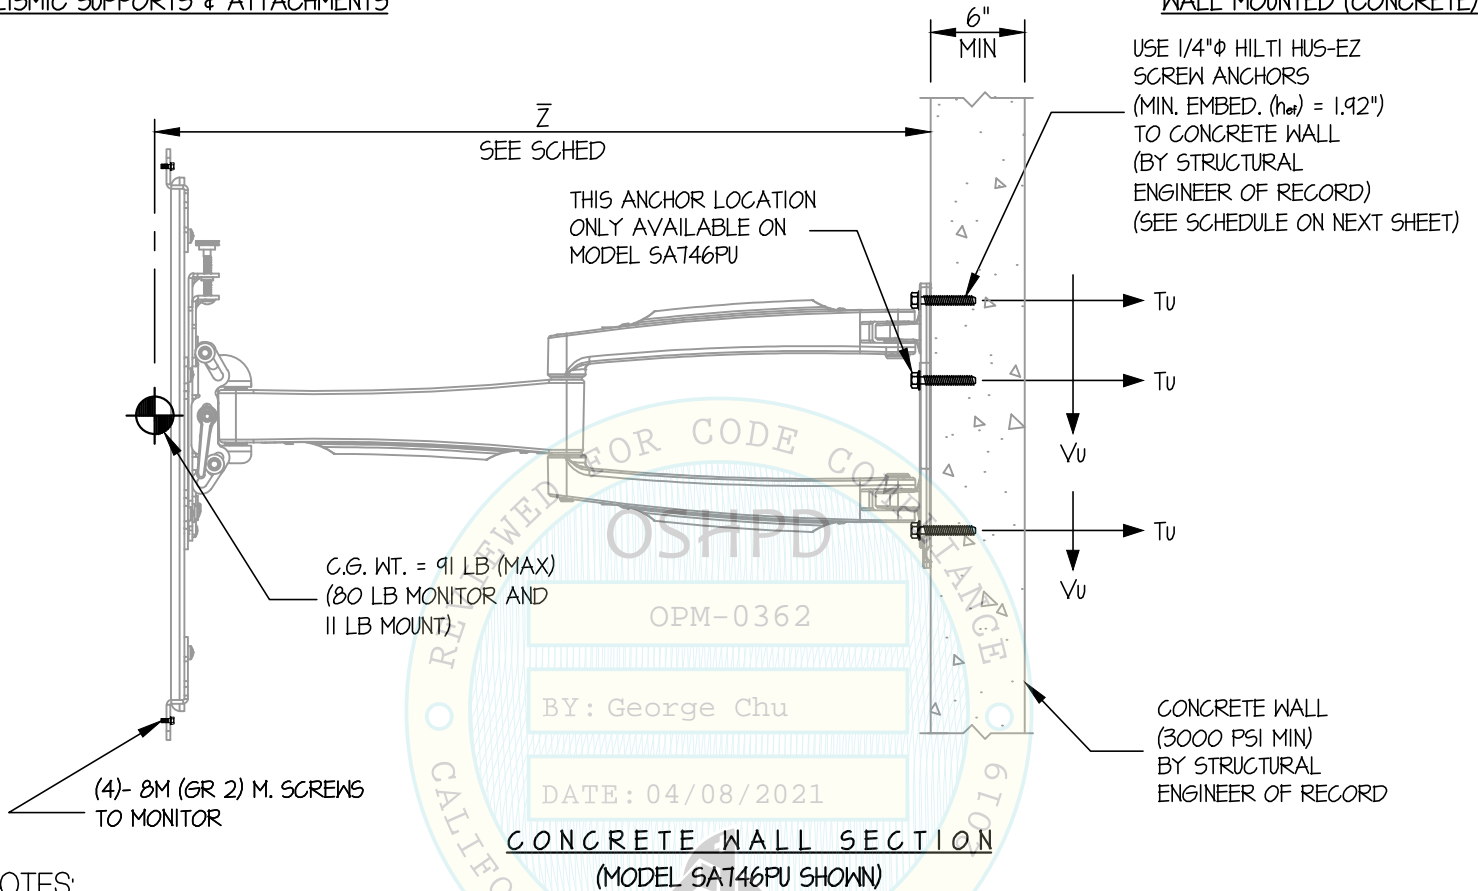 SEISMIC SUPPORTS & ATTACHMENTS
WALL MOUNTED (CONCRETE)
6"
MIN
USE 1/4"Φ HILTI HUS-EZ
SCREW ANCHORS
(MIN. EMBED. (hef) = 1.92")
TO CONCRETE WALL
(BY STRUCTURAL
ENGINEER OF RECORD)
(SEE SCHEDULE ON NEXT SHEET)
Z̅
SEE SCHED
THIS ANCHOR LOCATION
ONLY AVAILABLE ON
MODEL SA746PU
TU
TU
VU
TU
VU
C.G. WT. = 91 LB (MAX)
(80 LB MONITOR AND
11 LB MOUNT)
REVIEWED FOR CODE COMPLIANCE
OSHPD
OPM-0362
BY: George Chu
DATE: 04/08/2021
2019
CONCRETE WALL
(3000 PSI MIN)
BY STRUCTURAL
ENGINEER OF RECORD
(4)- 8M (GR 2) M. SCREWS
TO MONITOR
CONCRETE WALL SECTION
(MODEL SA746PU SHOWN)
NOTES: